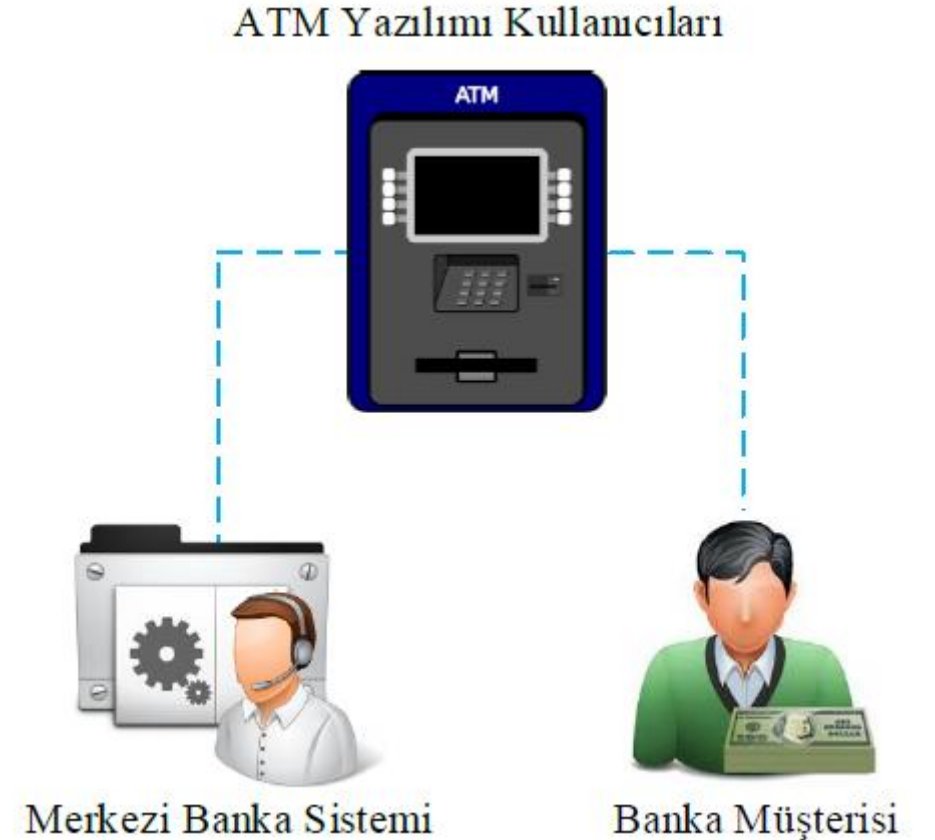 ATM Yazılımı Kullanıcıları
ATM
Merkezi Banka Sistemi
Banka Müşterisi